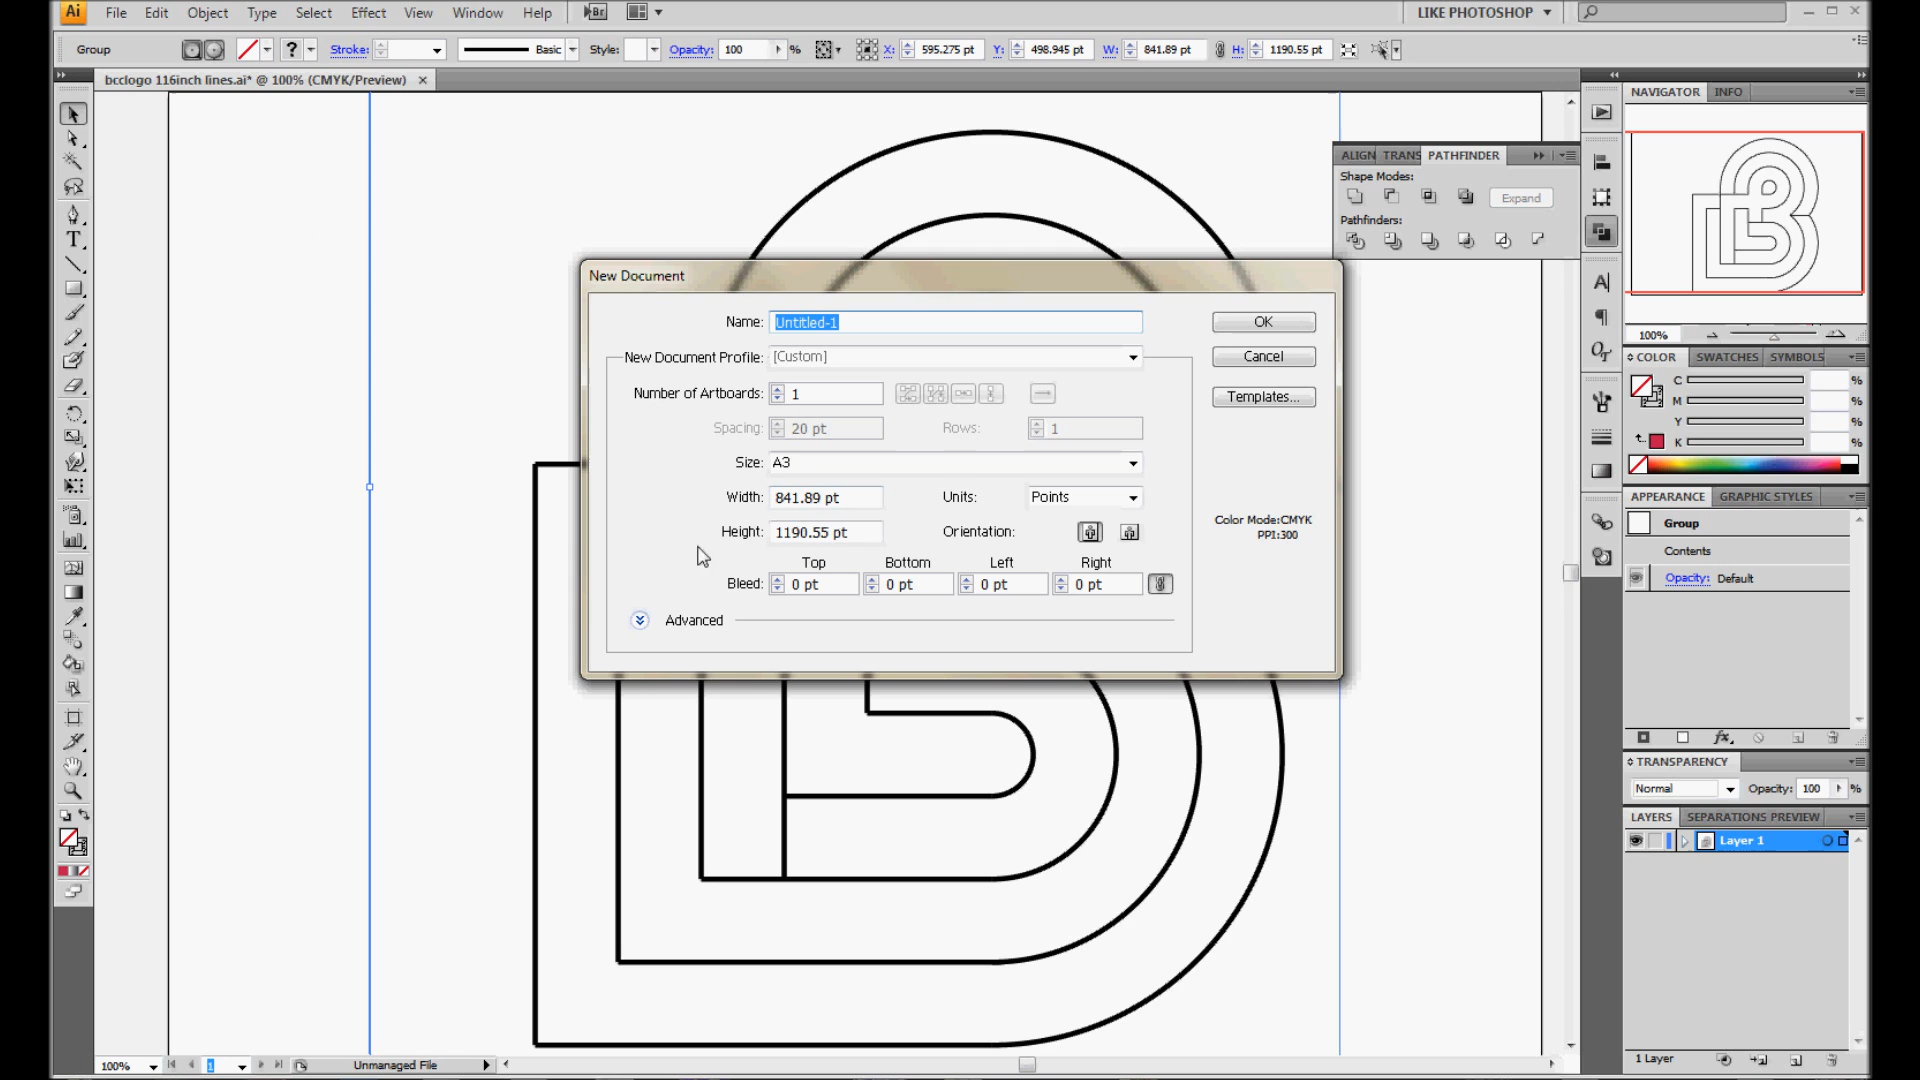 Ai File Edit Object Type Select Effect View Window Help Br LIKE PHOTOSHOP
Group ? Stroke: Basic Style: Opacity: 100 % X: 595.275 pt Y: 498.945 pt W: 841.89 pt H: 1190.55 pt
bcclogo 116inch lines.ai* @ 100% (CMYK/Preview)
NAVIGATOR INFO
ALIGN TRANS PATHFINDER
Shape Modes:
Expand
Pathfinders:
100%
New Document
Name: Untitled-1 OK
New Document Profile: [Custom] Cancel
Number of Artboards: 1 Templates...
Spacing: 20 pt Rows: 1
Size: A3
Width: 841.89 pt Units: Points
Height: 1190.55 pt Orientation:
Color Mode:CMYK
PPI:300
Top Bottom Left Right
Bleed: 0 pt 0 pt 0 pt 0 pt
Advanced
COLOR SWATCHES SYMBOLS
C %
M %
Y %
K %
APPEARANCE GRAPHIC STYLES
Group
Contents
Opacity: Default
fx
TRANSPARENCY
Normal Opacity: 100 %
LAYERS SEPARATIONS PREVIEW
Layer 1
1 Layer
100% 1 Unmanaged File